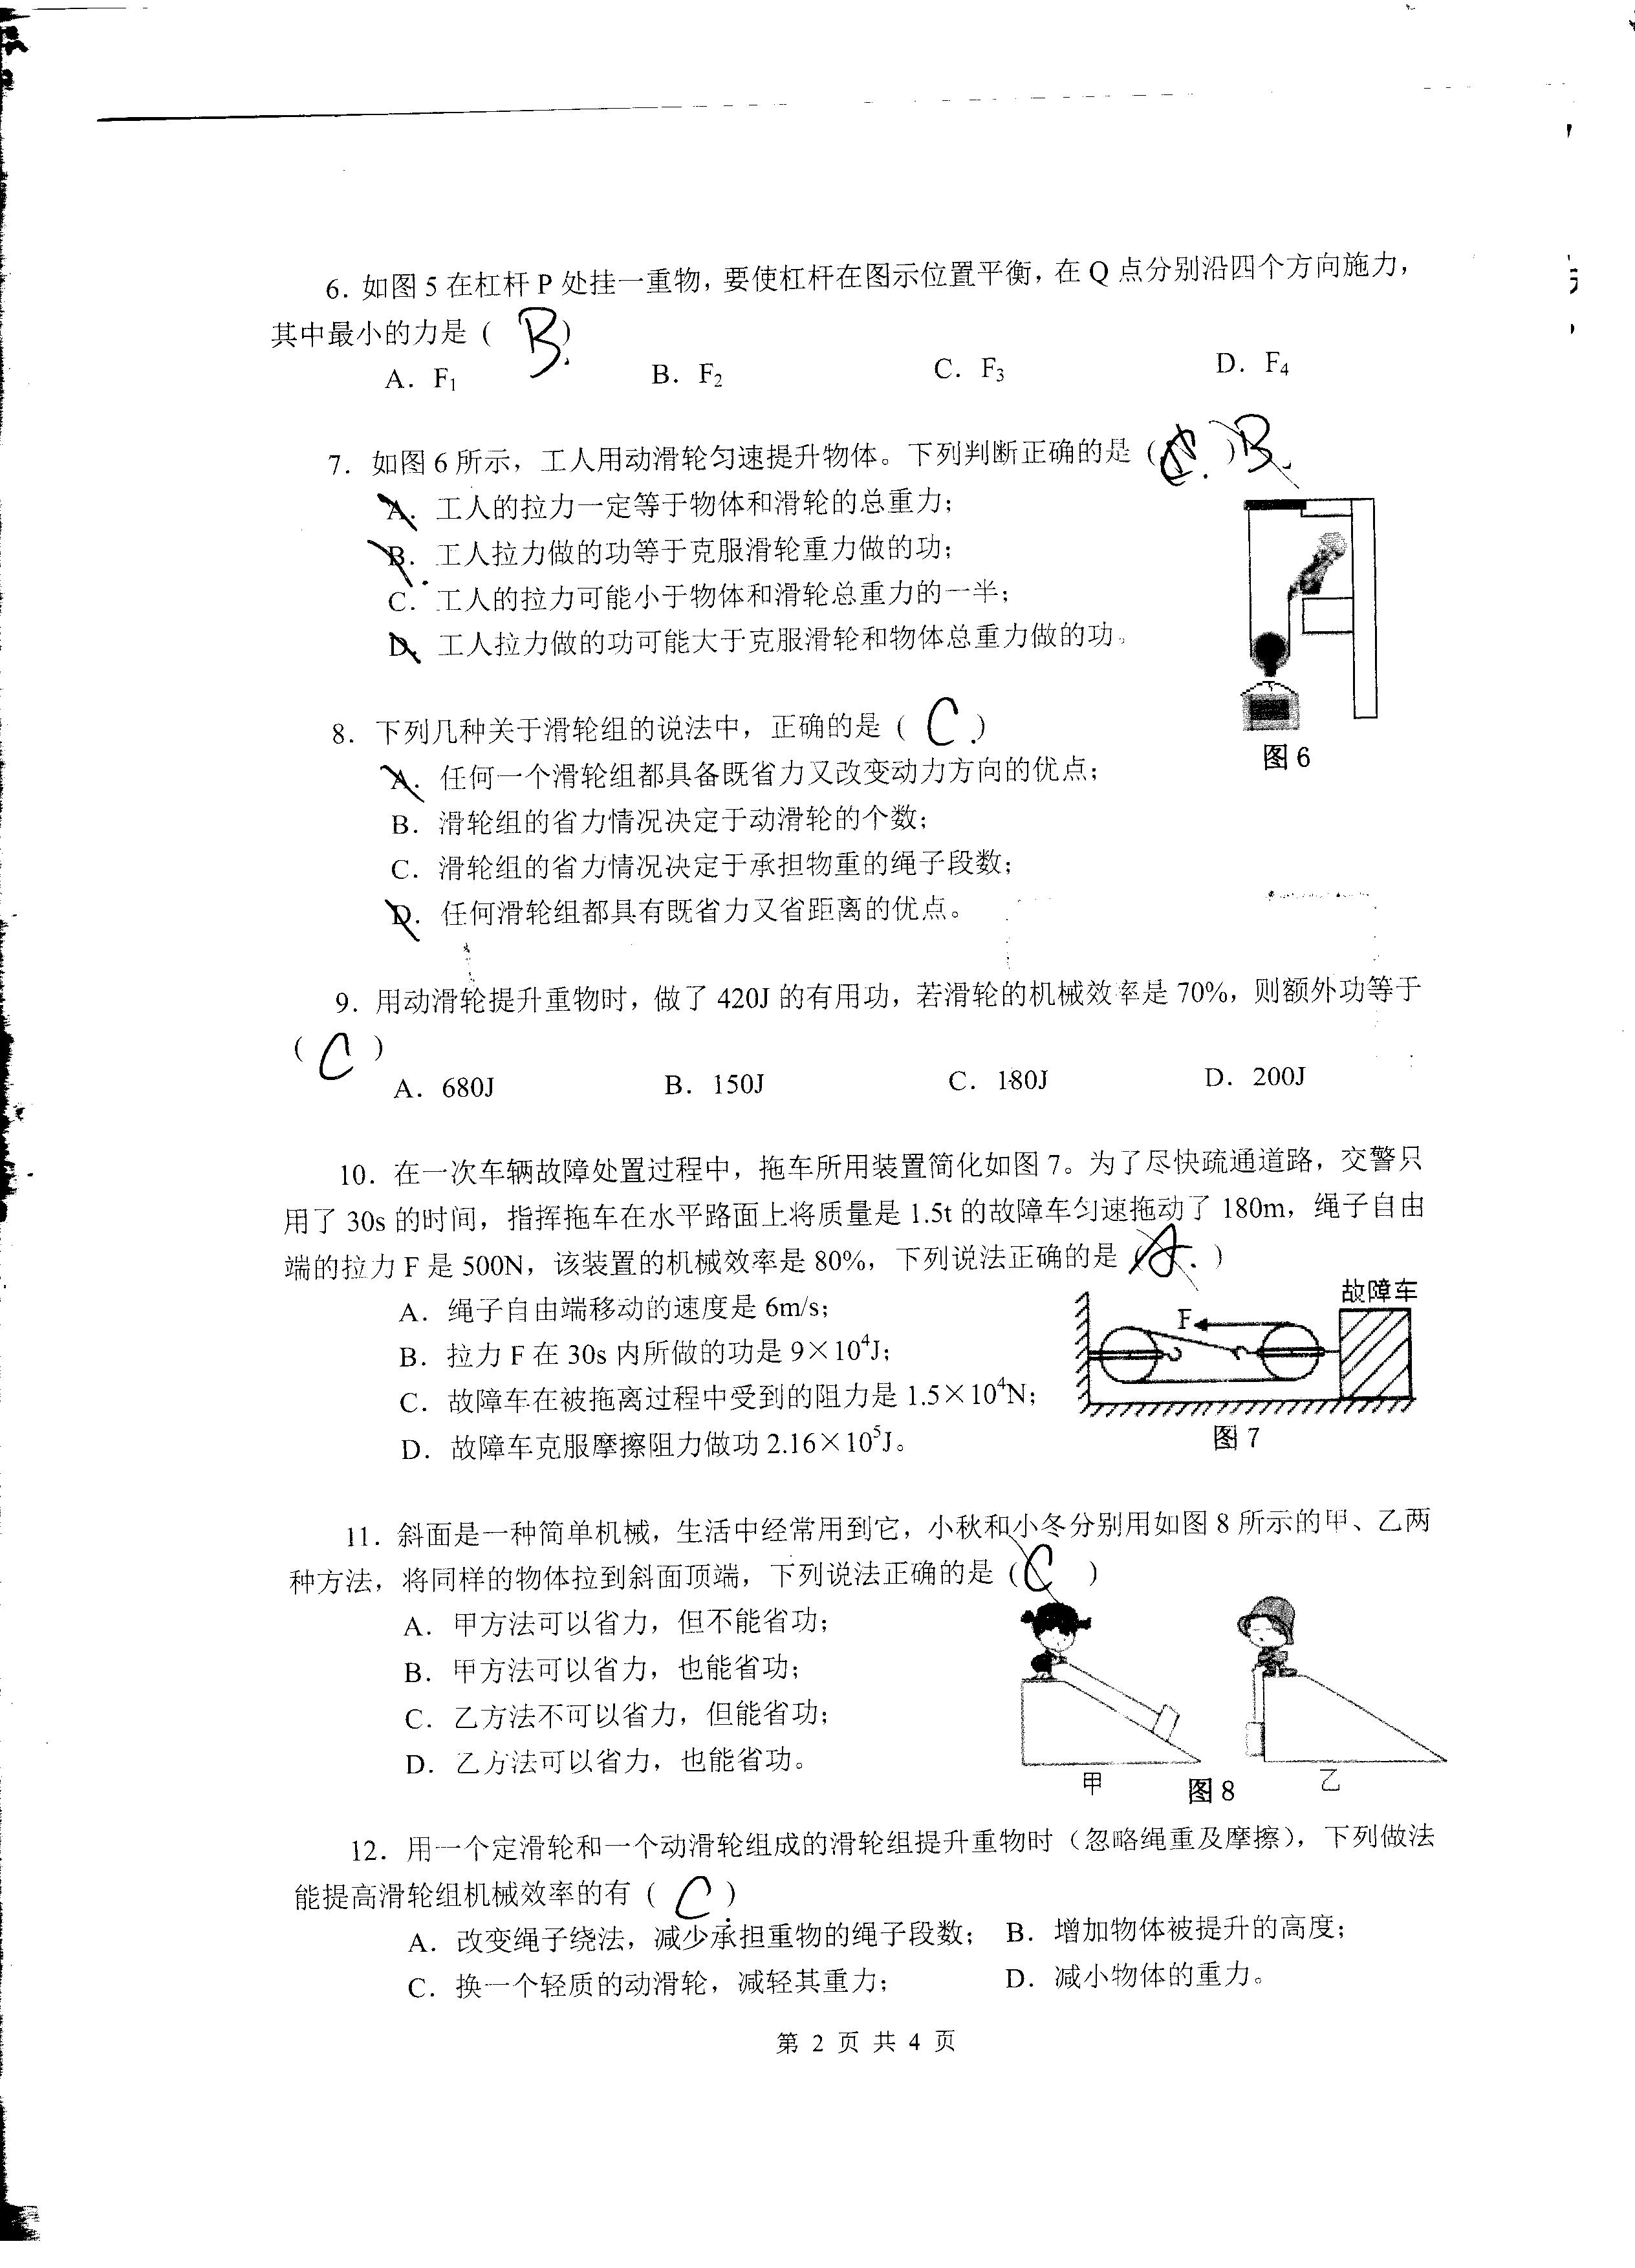 6. 如图 5 在杠杆 P 处挂一重物，要使杠杆在图示位置平衡，在 Q 点分别沿四个方向施力，
其中最小的力是（ B ）
A. F₁ B. F₂ C. F₃ D. F₄
7. 如图 6 所示，工人用动滑轮匀速提升物体。下列判断正确的是（ ）B
A. 工人的拉力一定等于物体和滑轮的总重力；
B. 工人拉力做的功等于克服滑轮重力做的功；
C. 工人的拉力可能小于物体和滑轮总重力的一半；
D. 工人拉力做的功可能大于克服滑轮和物体总重力做的功。
图 6
8. 下列几种关于滑轮组的说法中，正确的是（ C ）
A. 任何一个滑轮组都具备既省力又改变动力方向的优点；
B. 滑轮组的省力情况决定于动滑轮的个数；
C. 滑轮组的省力情况决定于承担物重的绳子段数；
D. 任何滑轮组都具有既省力又省距离的优点。
9. 用动滑轮提升重物时，做了 420J 的有用功，若滑轮的机械效率是 70%，则额外功等于
（ C ）
A. 680J B. 150J C. 180J D. 200J
10. 在一次车辆故障处置过程中，拖车所用装置简化如图 7。为了尽快疏通道路，交警只
用了 30s 的时间，指挥拖车在水平路面上将质量是 1.5t 的故障车匀速拖动了 180m，绳子自由
端的拉力 F 是 500N，该装置的机械效率是 80%，下列说法正确的是（ A ）
A. 绳子自由端移动的速度是 6m/s；
B. 拉力 F 在 30s 内所做的功是 9×10⁴J；
C. 故障车在被拖离过程中受到的阻力是 1.5×10⁴N；
D. 故障车克服摩擦阻力做功 2.16×10⁵J。
故障车
F
图 7
11. 斜面是一种简单机械，生活中经常用到它，小秋和小冬分别用如图 8 所示的甲、乙两
种方法，将同样的物体拉到斜面顶端，下列说法正确的是（ C ）
A. 甲方法可以省力，但不能省功；
B. 甲方法可以省力，也能省功；
C. 乙方法不可以省力，但能省功；
D. 乙方法可以省力，也能省功。
甲 图 8 乙
12. 用一个定滑轮和一个动滑轮组成的滑轮组提升重物时（忽略绳重及摩擦），下列做法
能提高滑轮组机械效率的有（ C ）
A. 改变绳子绕法，减少承担重物的绳子段数； B. 增加物体被提升的高度；
C. 换一个轻质的动滑轮，减轻其重力； D. 减小物体的重力。
第 2 页 共 4 页